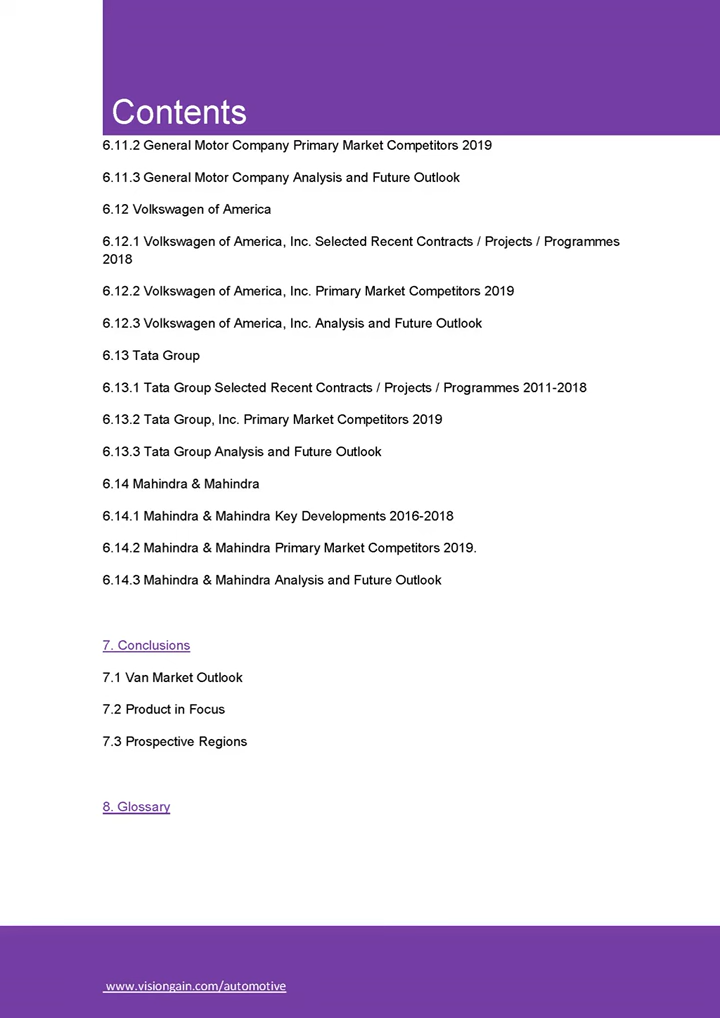 Contents
6.11.2 General Motor Company Primary Market Competitors 2019
6.11.3 General Motor Company Analysis and Future Outlook
6.12 Volkswagen of America
6.12.1 Volkswagen of America, Inc. Selected Recent Contracts / Projects / Programmes
2018
6.12.2 Volkswagen of America, Inc. Primary Market Competitors 2019
6.12.3 Volkswagen of America, Inc. Analysis and Future Outlook
6.13 Tata Group
6.13.1 Tata Group Selected Recent Contracts / Projects / Programmes 2011-2018
6.13.2 Tata Group, Inc. Primary Market Competitors 2019
6.13.3 Tata Group Analysis and Future Outlook
6.14 Mahindra & Mahindra
6.14.1 Mahindra & Mahindra Key Developments 2016-2018
6.14.2 Mahindra & Mahindra Primary Market Competitors 2019.
6.14.3 Mahindra & Mahindra Analysis and Future Outlook
7. Conclusions
7.1 Van Market Outlook
7.2 Product in Focus
7.3 Prospective Regions
8. Glossary
www.visiongain.com/automotive